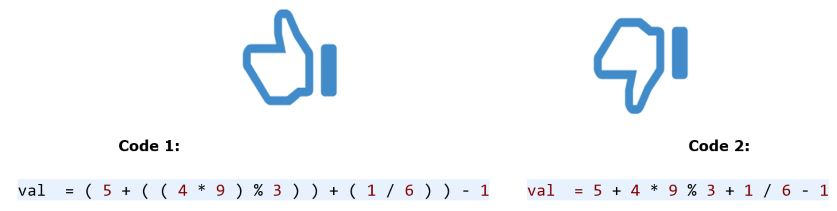 Code 1:
Code 2:
val = ( 5 + ( ( 4 * 9 ) % 3 ) ) + ( 1 / 6 ) ) - 1
val = 5 + 4 * 9 % 3 + 1 / 6 - 1